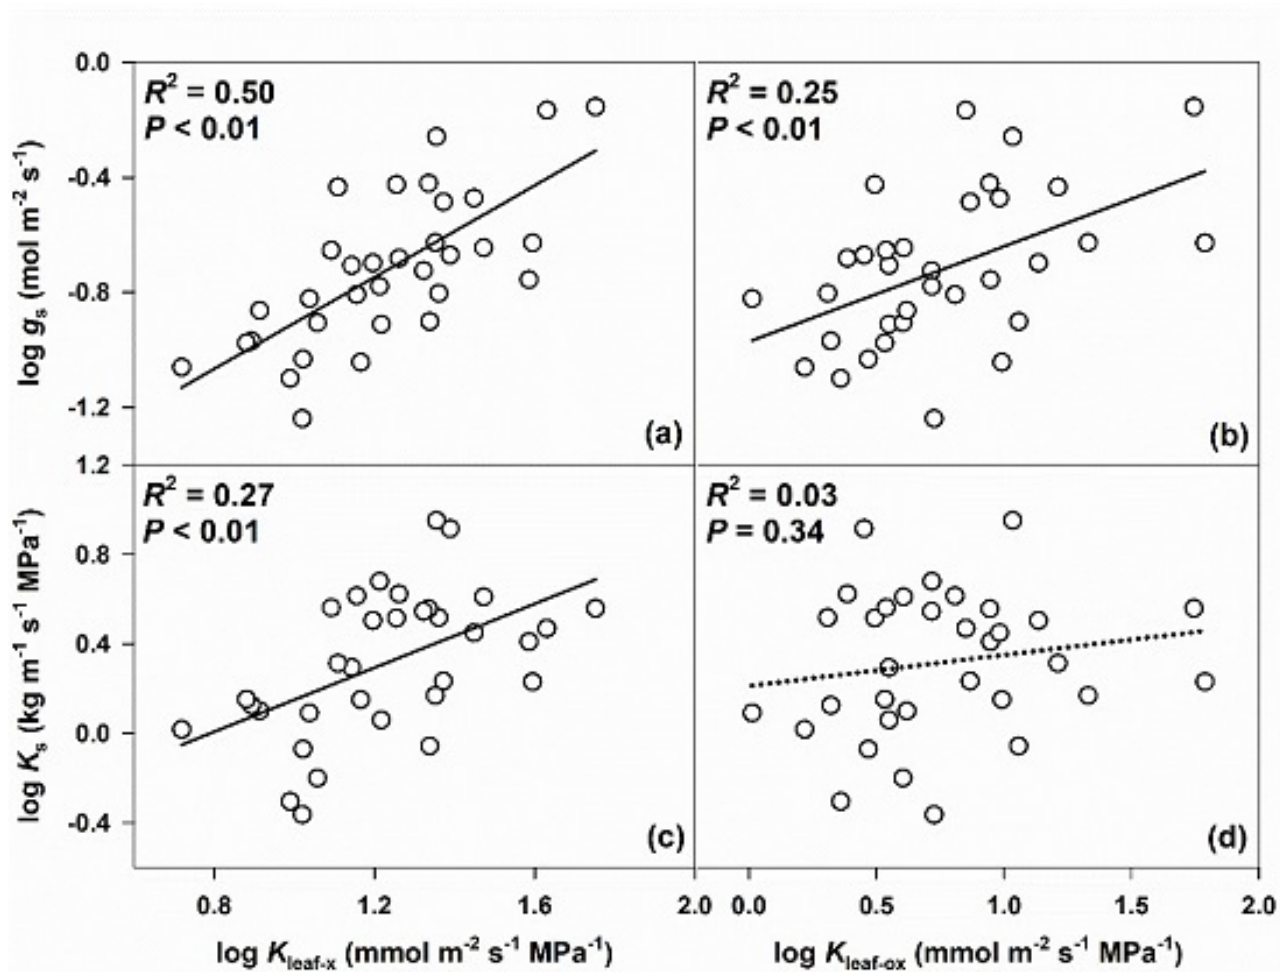 R² = 0.50
P < 0.01
R² = 0.25
P < 0.01
0.0
-0.4
-0.8
-1.2
log gₛ (mol m⁻² s⁻¹)
(a)
(b)
R² = 0.27
P < 0.01
R² = 0.03
P = 0.34
1.2
0.8
0.4
0.0
-0.4
log Kₛ (kg m⁻¹ s⁻¹ MPa⁻¹)
(c)
(d)
0.8 1.2 1.6 2.0 0.0 0.5 1.0 1.5 2.0
log K leaf-x (mmol m⁻² s⁻¹ MPa⁻¹) log K leaf-ox (mmol m⁻² s⁻¹ MPa⁻¹)